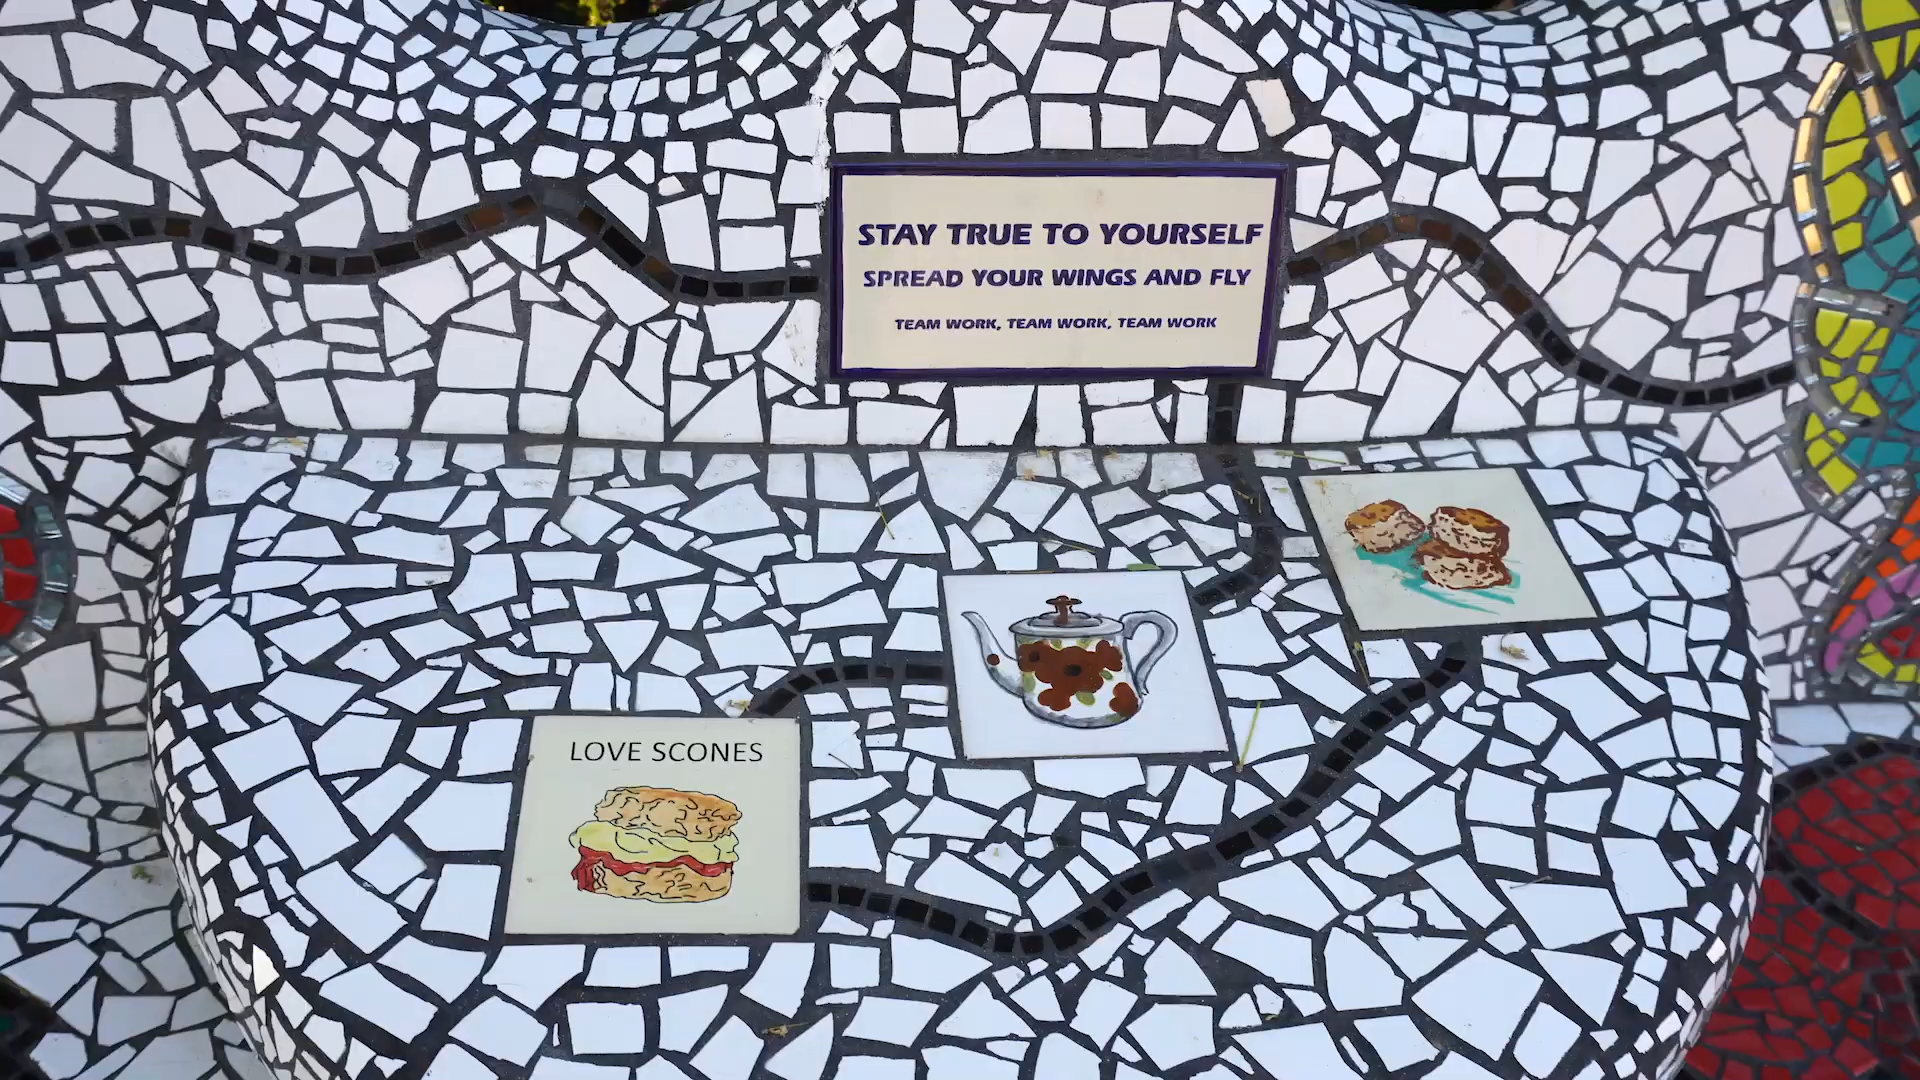 STAY TRUE TO YOURSELF
SPREAD YOUR WINGS AND FLY
TEAM WORK, TEAM WORK, TEAM WORK
LOVE SCONES